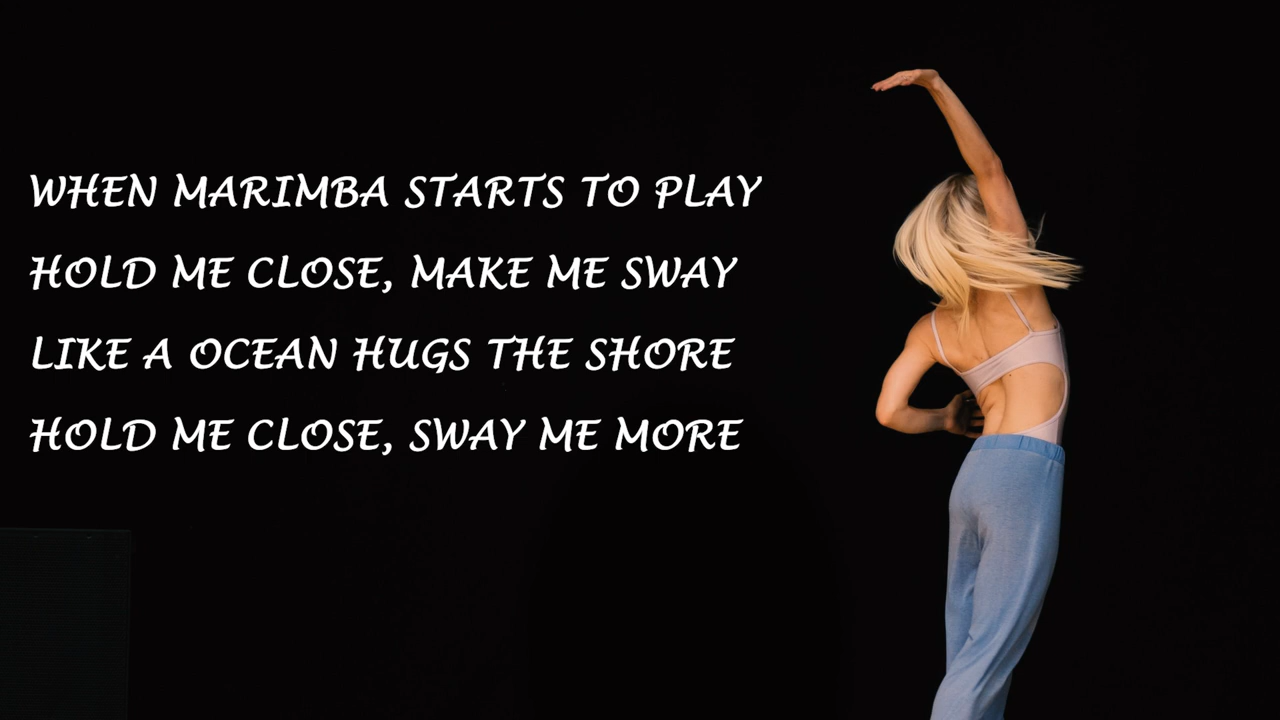 WHEN MARIMBA STARTS TO PLAY
HOLD ME CLOSE, MAKE ME SWAY
LIKE A OCEAN HUGS THE SHORE
HOLD ME CLOSE, SWAY ME MORE